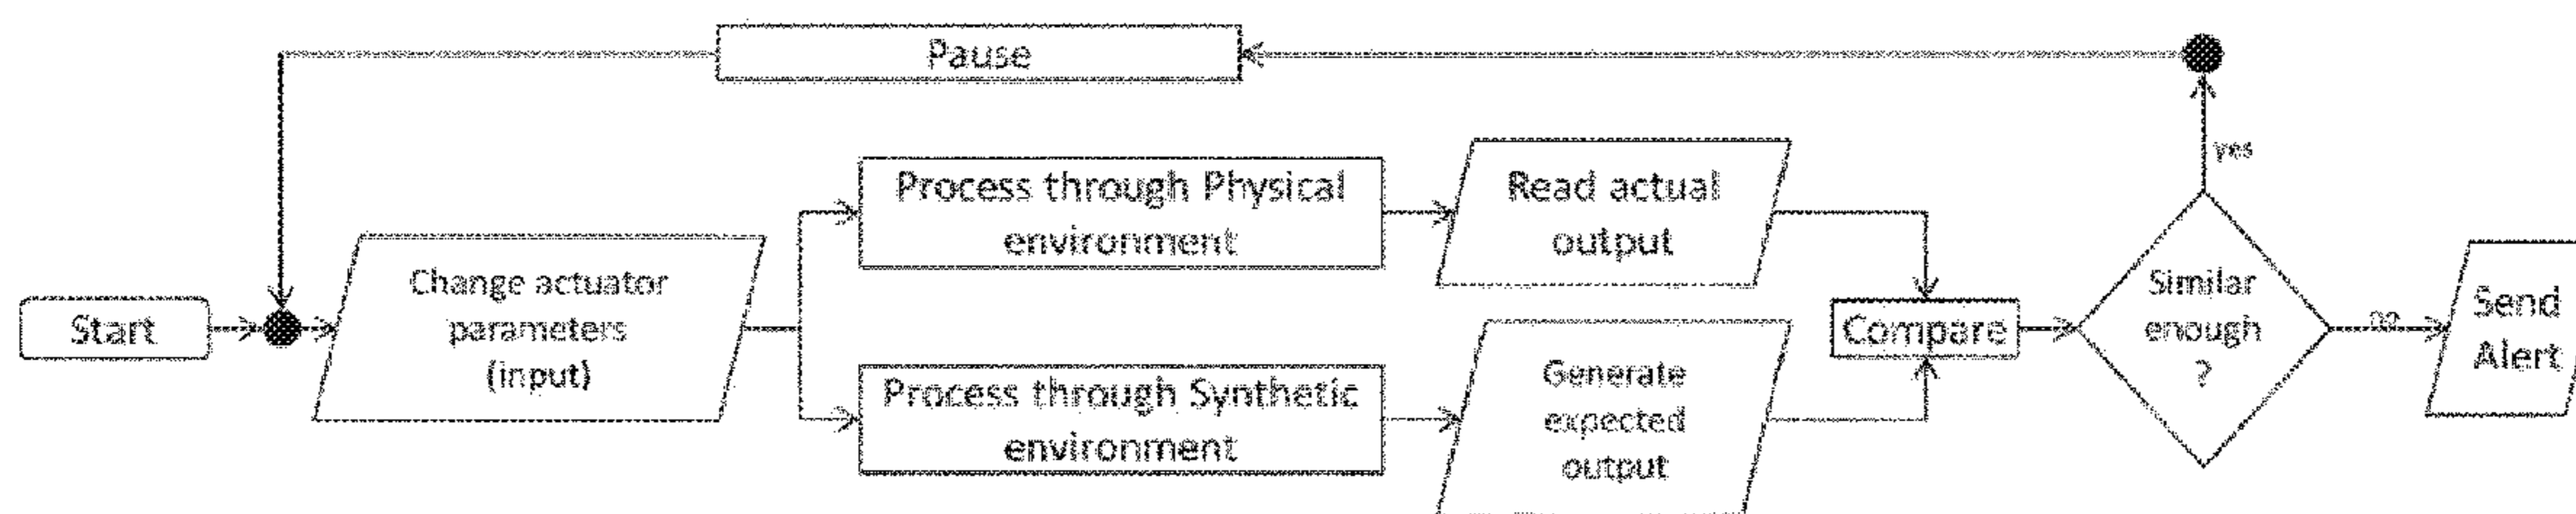 Pause
yes
Process through Physical
environment
Read actual
output
Start
Change actuator
parameters
(input)
Compare
Similar
enough
?
no
Send
Alert
Process through Synthetic
environment
Generate
expected
output